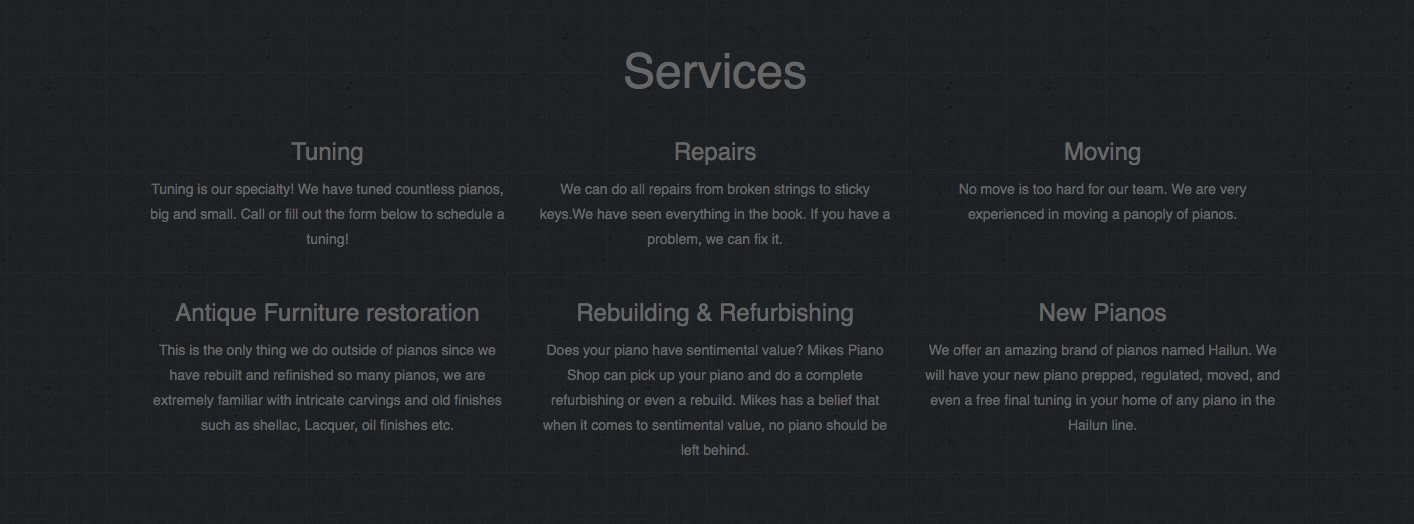 Services
Tuning
Tuning is our specialty! We have tuned countless pianos,
big and small. Call or fill out the form below to schedule a
tuning!
Repairs
We can do all repairs from broken strings to sticky
keys.We have seen everything in the book. If you have a
problem, we can fix it.
Moving
No move is too hard for our team. We are very
experienced in moving a panoply of pianos.
Antique Furniture restoration
This is the only thing we do outside of pianos since we
have rebuilt and refinished so many pianos, we are
extremely familiar with intricate carvings and old finishes
such as shellac, Lacquer, oil finishes etc.
Rebuilding & Refurbishing
Does your piano have sentimental value? Mikes Piano
Shop can pick up your piano and do a complete
refurbishing or even a rebuild. Mikes has a belief that
when it comes to sentimental value, no piano should be
left behind.
New Pianos
We offer an amazing brand of pianos named Hailun. We
will have your new piano prepped, regulated, moved, and
even a free final tuning in your home of any piano in the
Hailun line.